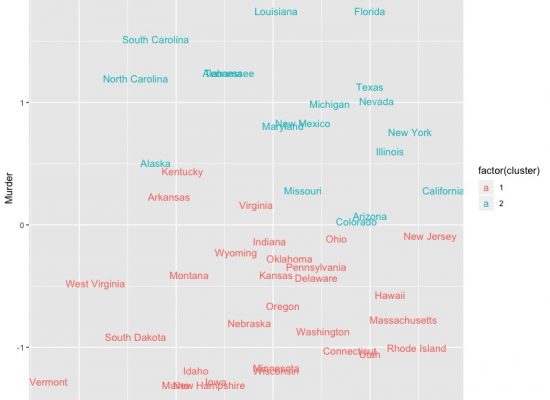 Louisiana
Florida
South Carolina
Tennessee
North Carolina
Texas
Nevada
1
Michigan
New Mexico
Maryland
New York
Illinois
Alaska
Kentucky
Missouri
California
Arkansas
Virginia
Arizona
Colorado
0
Ohio
New Jersey
Indiana
Wyoming
Oklahoma
Pennsylvania
Montana
Kansas
Delaware
West Virginia
Hawaii
Oregon
Massachusetts
Nebraska
Washington
South Dakota
-1
Connecticut
Rhode Island
Utah
Minnesota
Wisconsin
Idaho
Iowa
Vermont
New Hampshire
Murder
factor(cluster)
a 1
a 2